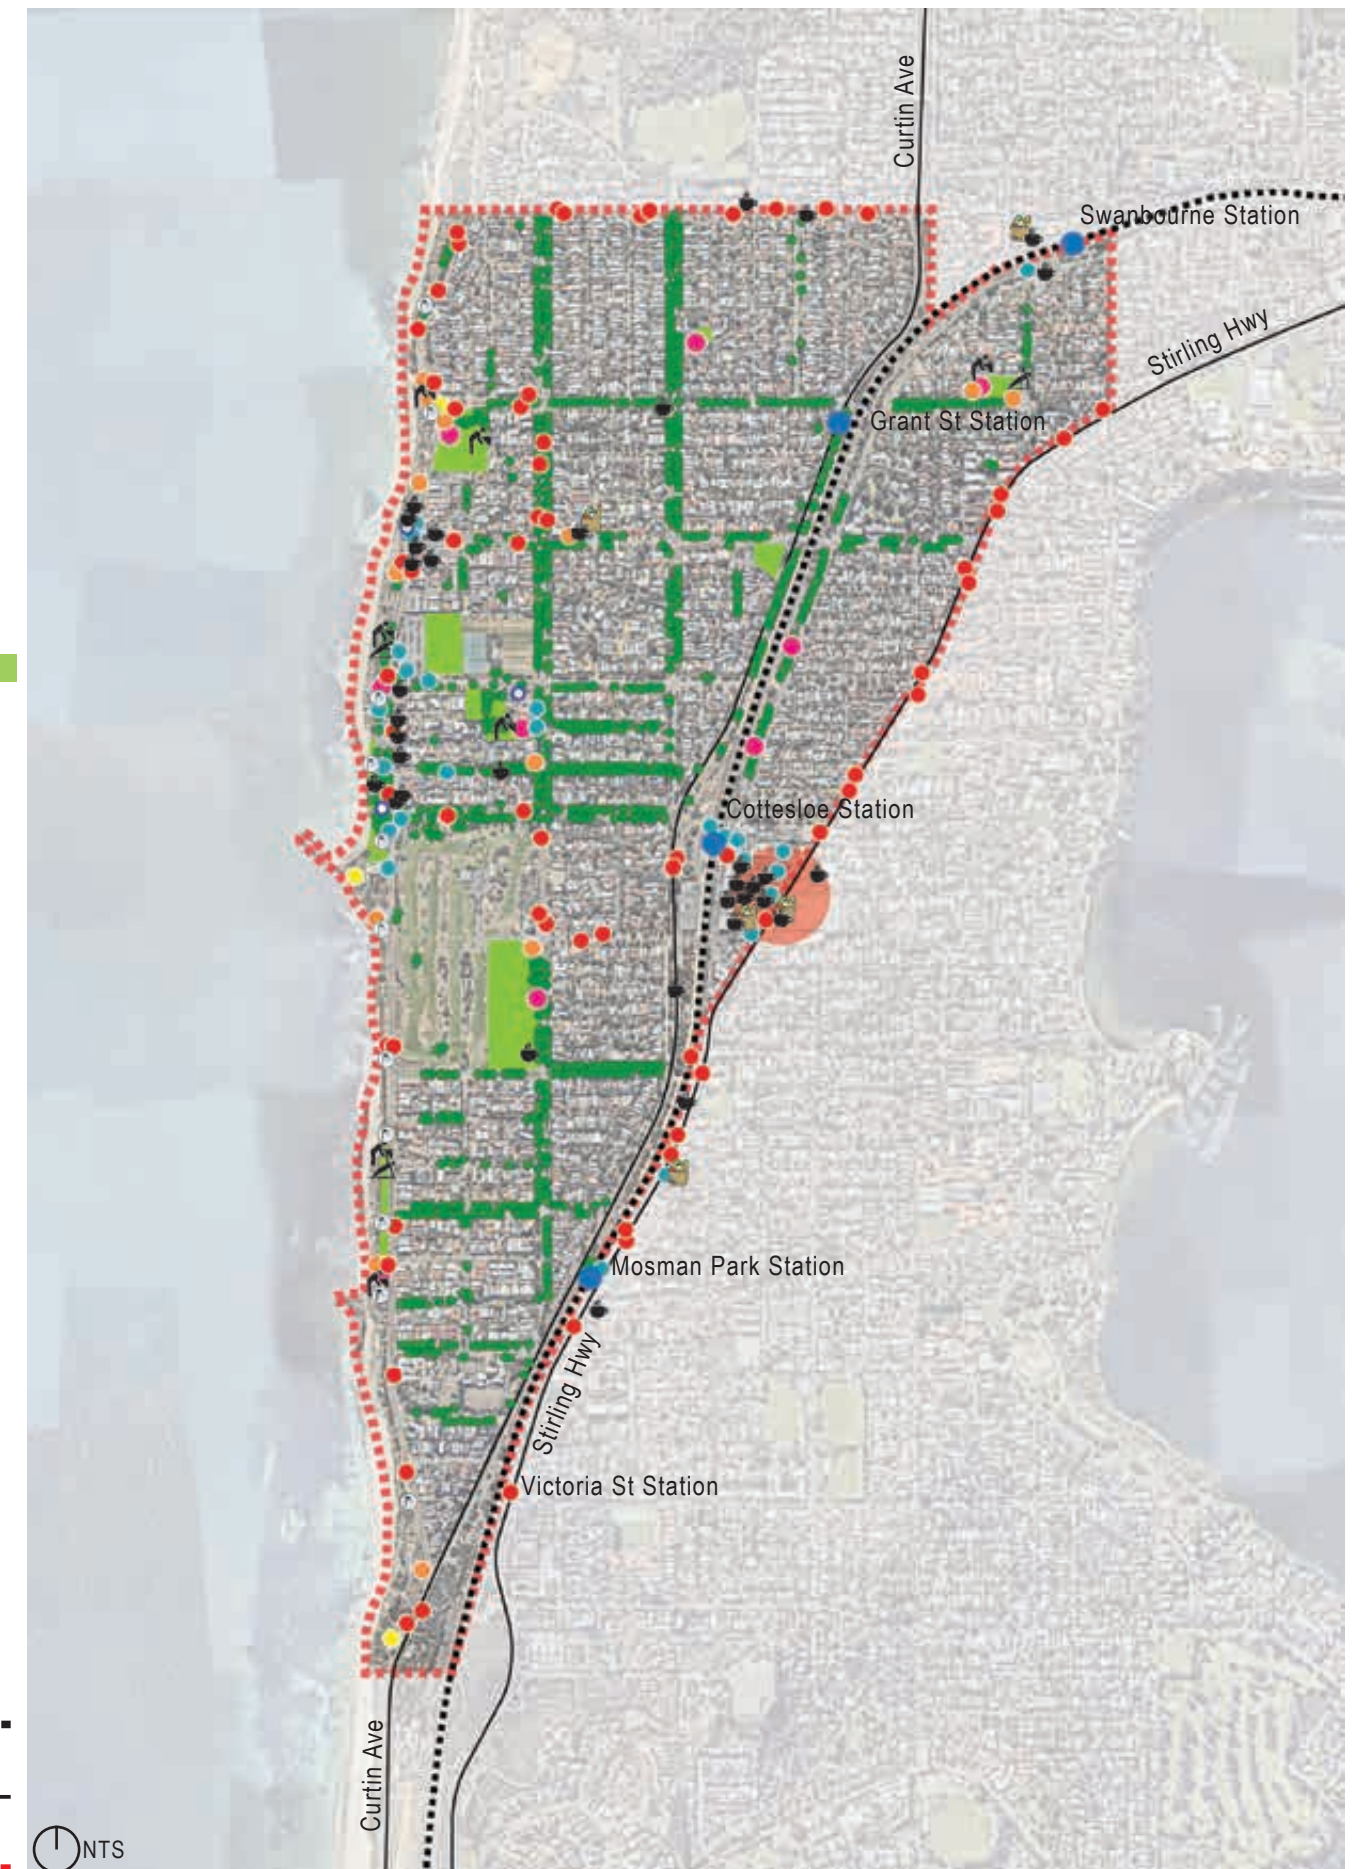 Curtin Ave
Swanbourne Station
Stirling Hwy
Grant St Station
Cottesloe Station
Mosman Park Station
Stirling Hwy
Victoria St Station
Curtin Ave
NTS